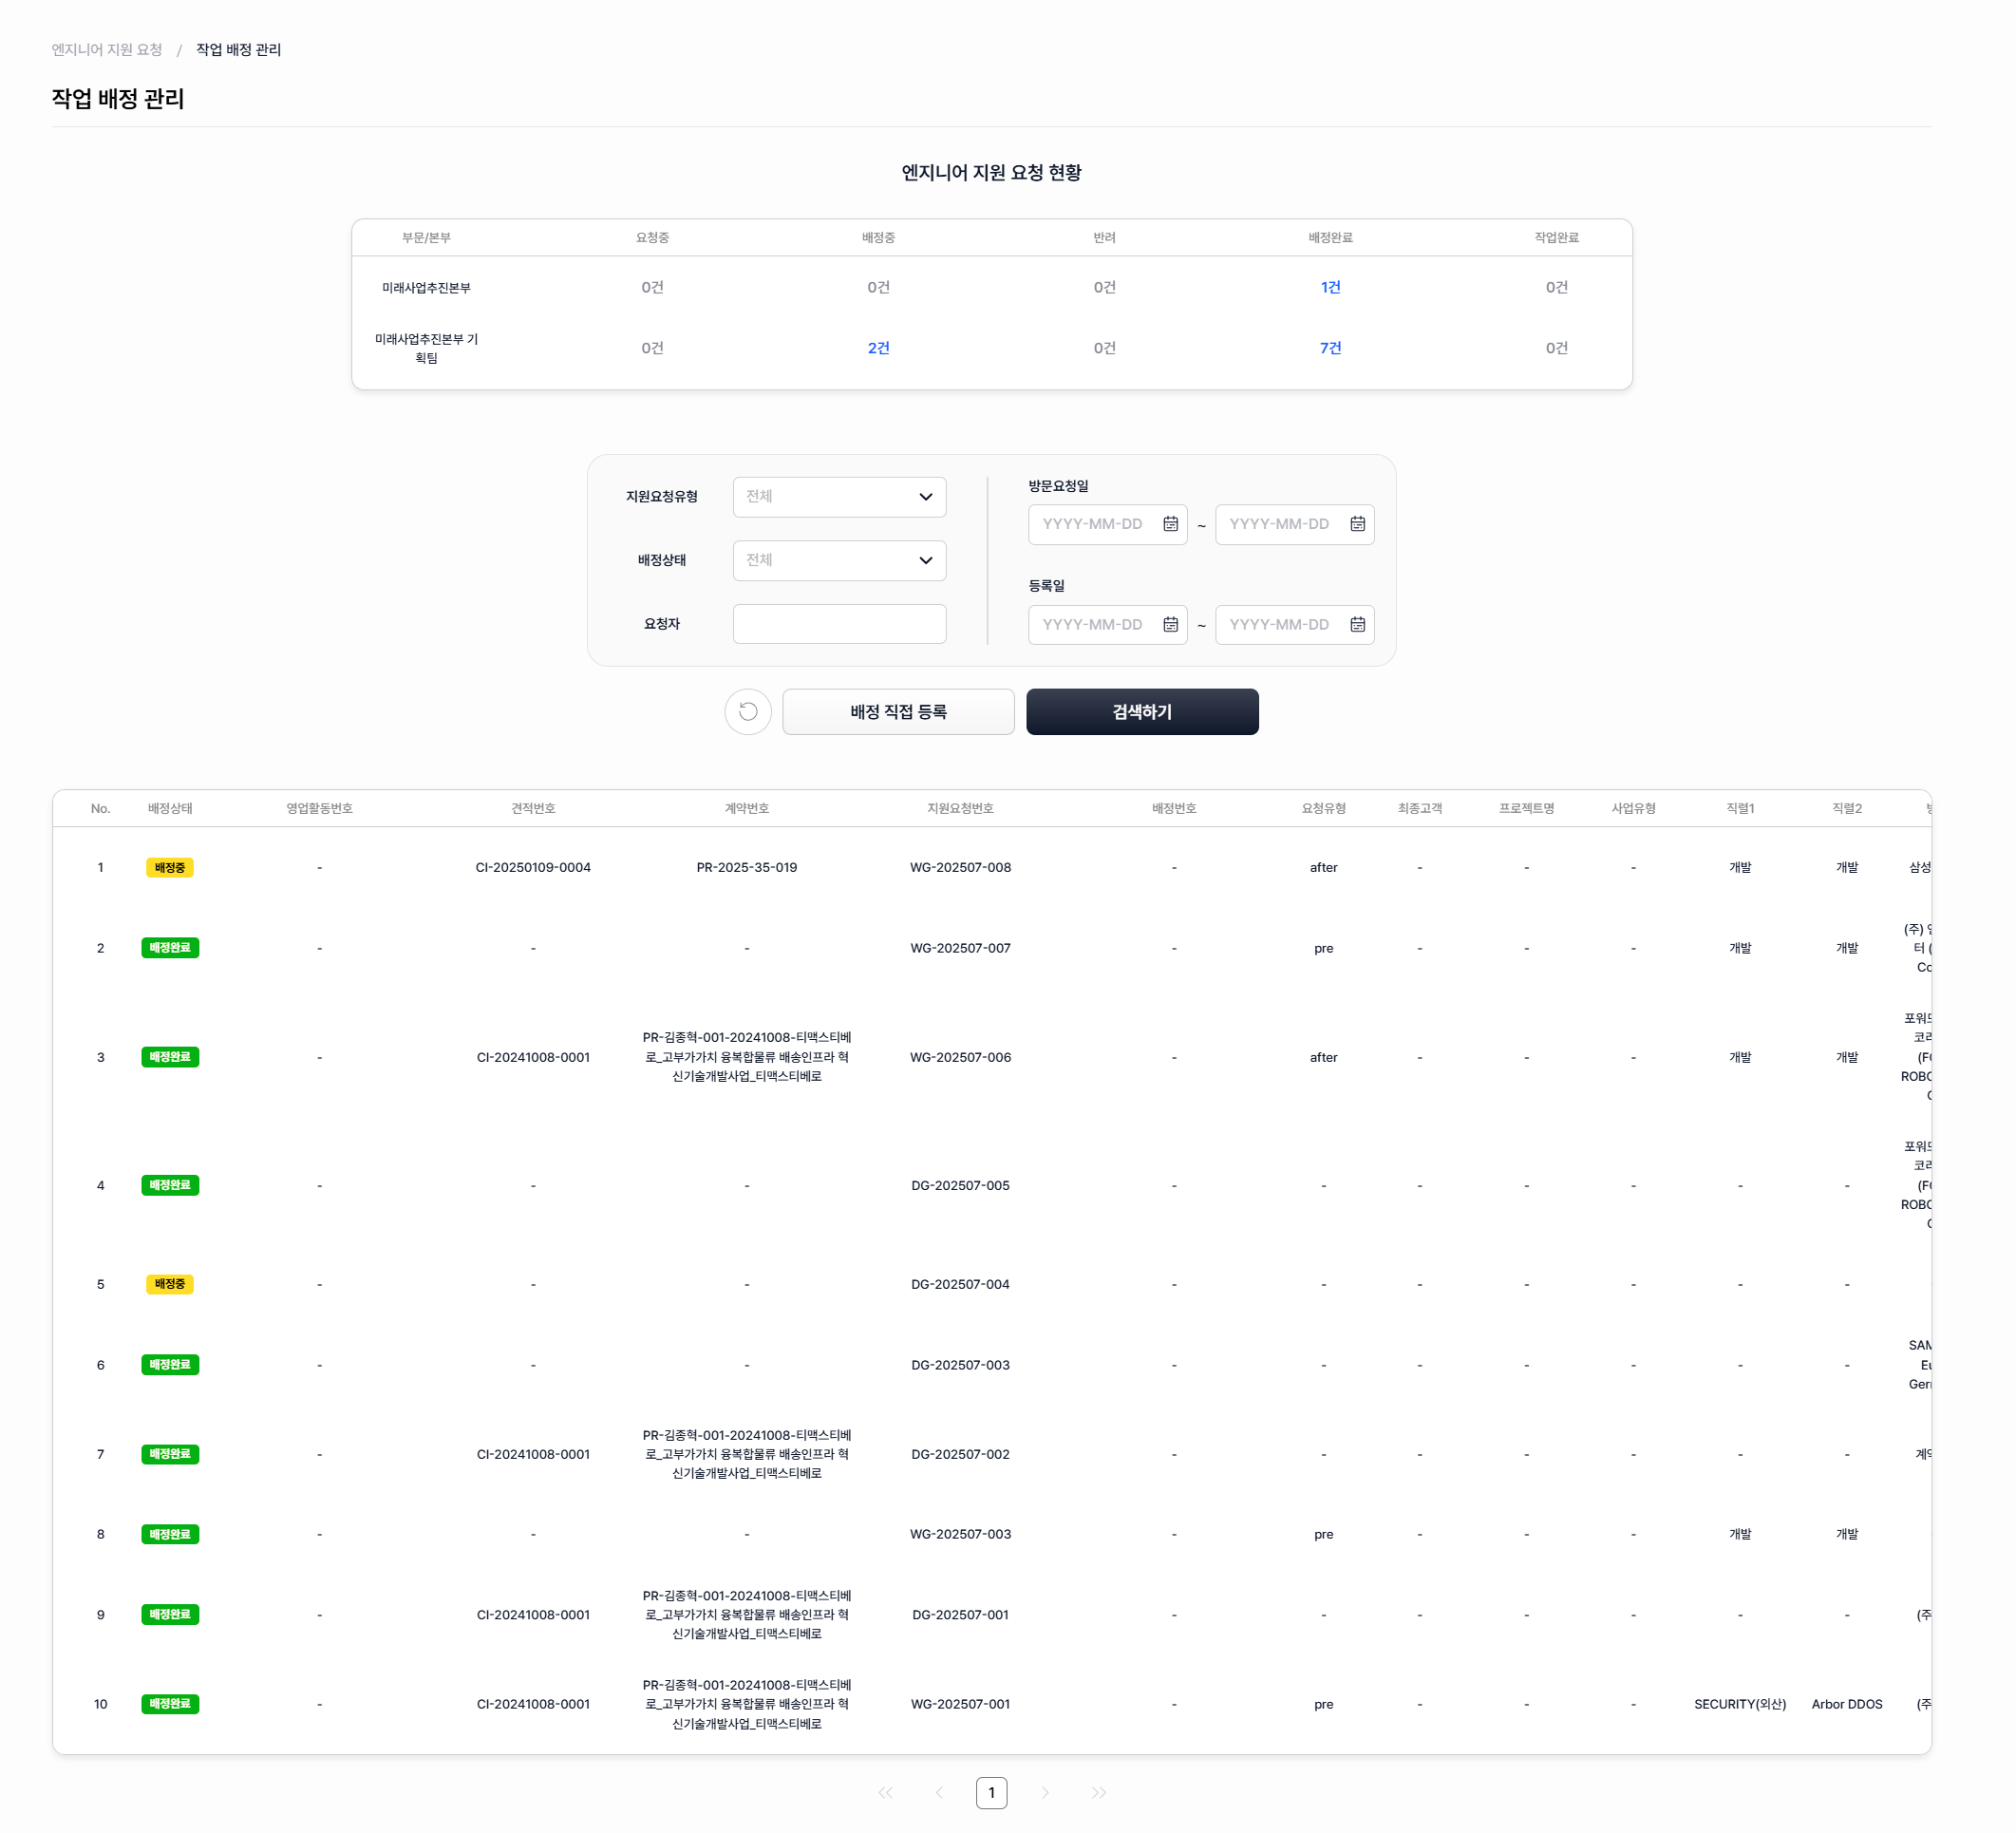 엔지니어 지원 요청 / 작업 배정 관리
작업 배정 관리
엔지니어 지원 요청 현황
부문/본부 요청중 배정중 반려 배정완료 작업완료
미래사업추진본부 0건 0건 0건 1건 0건
미래사업추진본부 기
획팀 0건 2건 0건 7건 0건
지원요청유형 전체
배정상태 전체
요청자
방문요청일
YYYY-MM-DD ~ YYYY-MM-DD
등록일
YYYY-MM-DD ~ YYYY-MM-DD
배정 직접 등록 검색하기
No. 배정상태 영업활동번호 견적번호 계약번호 지원요청번호 배정번호 요청유형 최종고객 프로젝트명 사업유형 직렬1 직렬2
1 배정중 - CI-20250109-0004 PR-2025-35-019 WG-202507-008 - after - - - 개발 개발 삼성
2 배정완료 - - - WG-202507-007 - pre - - - 개발 개발 (주)
터 (
Co
3 배정완료 - CI-20241008-0001 PR-김종혁-001-20241008-티맥스티베
로_고부가가치 융복합물류 배송인프라 혁
신기술개발사업_티맥스티베로 WG-202507-006 - after - - - 개발 개발 포워드
코리
(FO
ROBO
4 배정완료 - - - DG-202507-005 - - - - - - - 포워드
코리
(FO
ROBO
5 배정중 - - - DG-202507-004 - - - - - - -
6 배정완료 - - - DG-202507-003 - - - - - - - SAM
Eu
Geri
7 배정완료 - CI-20241008-0001 PR-김종혁-001-20241008-티맥스티베
로_고부가가치 융복합물류 배송인프라 혁
신기술개발사업_티맥스티베로 DG-202507-002 - - - - - - - 계약
8 배정완료 - - - WG-202507-003 - pre - - - 개발 개발
9 배정완료 - CI-20241008-0001 PR-김종혁-001-20241008-티맥스티베
로_고부가가치 융복합물류 배송인프라 혁
신기술개발사업_티맥스티베로 DG-202507-001 - - - - - - - (주
10 배정완료 - CI-20241008-0001 PR-김종혁-001-20241008-티맥스티베
로_고부가가치 융복합물류 배송인프라 혁
신기술개발사업_티맥스티베로 WG-202507-001 - pre - - - SECURITY(외산) Arbor DDOS (주
1